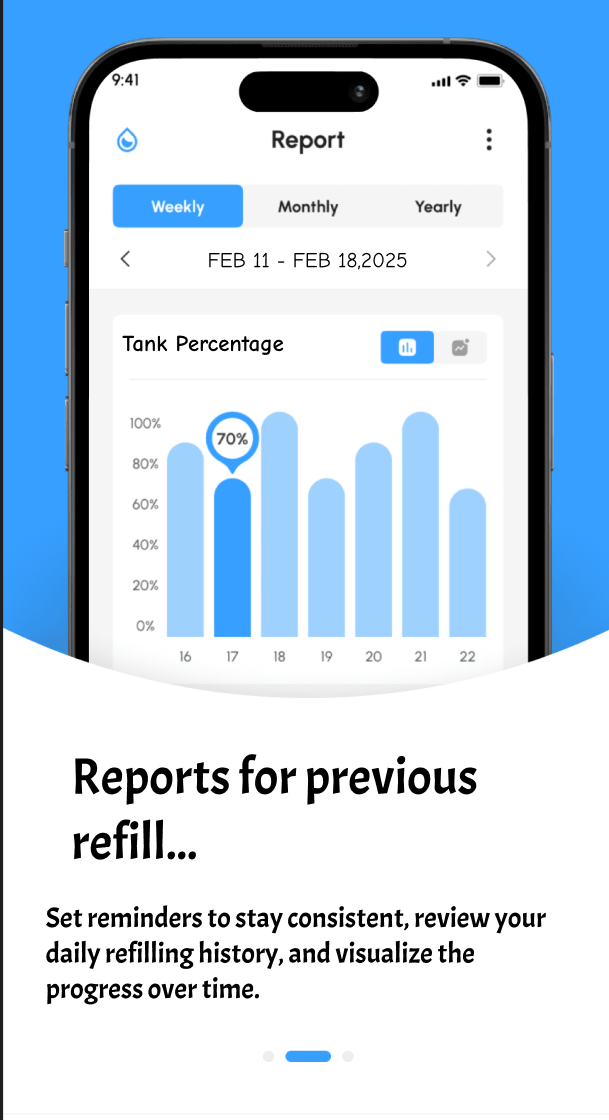 9:41
Report
Weekly Monthly Yearly
FEB 11 - FEB 18,2025
Tank Percentage
100%
70%
80%
60%
40%
20%
0%
16 17 18 19 20 21 22
Reports for previous
refill...
Set reminders to stay consistent, review your
daily refilling history, and visualize the
progress over time.